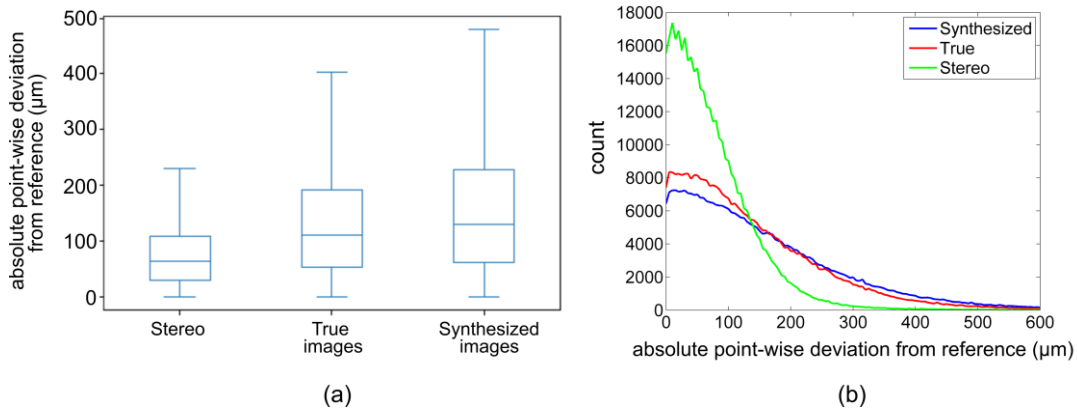 absolute point-wise deviation
from reference (μm)
500
400
300
200
100
0
Stereo
True
images
Synthesized
images
(a)
count
18000
16000
14000
12000
10000
8000
6000
4000
2000
0
0 100 200 300 400 500 600
Synthesized
True
Stereo
absolute point-wise deviation from reference (μm)
(b)